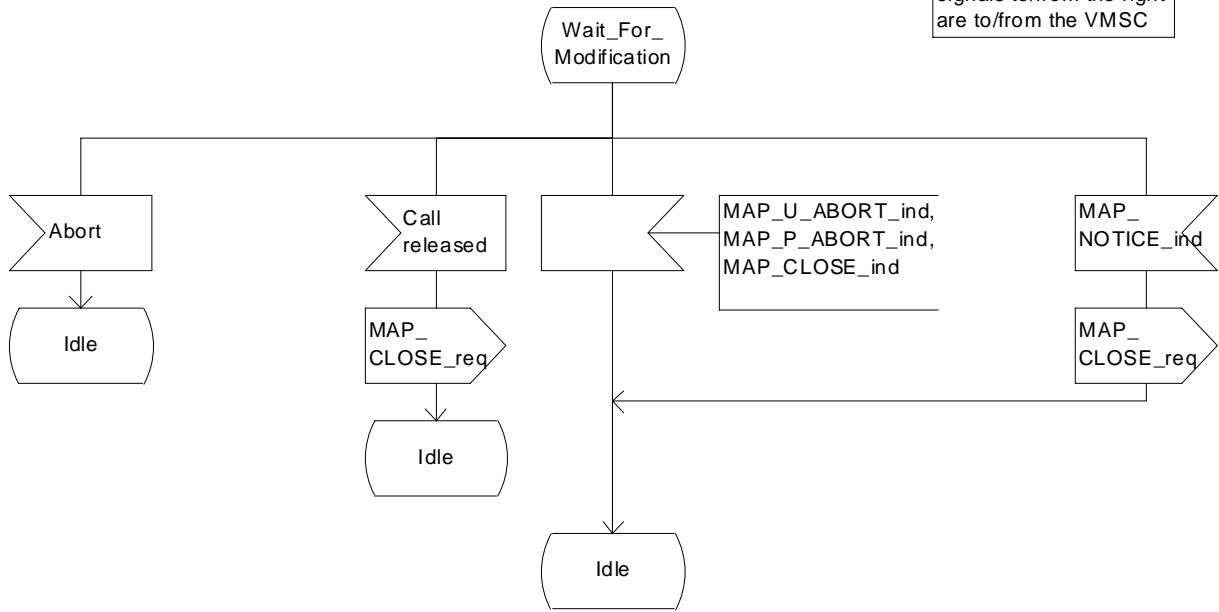 are to/from the VMSC
Wait_For_
Modification
Abort
Call
released
MAP_U_ABORT_ind,
MAP_P_ABORT_ind,
MAP_CLOSE_ind
MAP_
NOTICE_ind
Idle
MAP_
CLOSE_req
MAP_
CLOSE_req
Idle
Idle